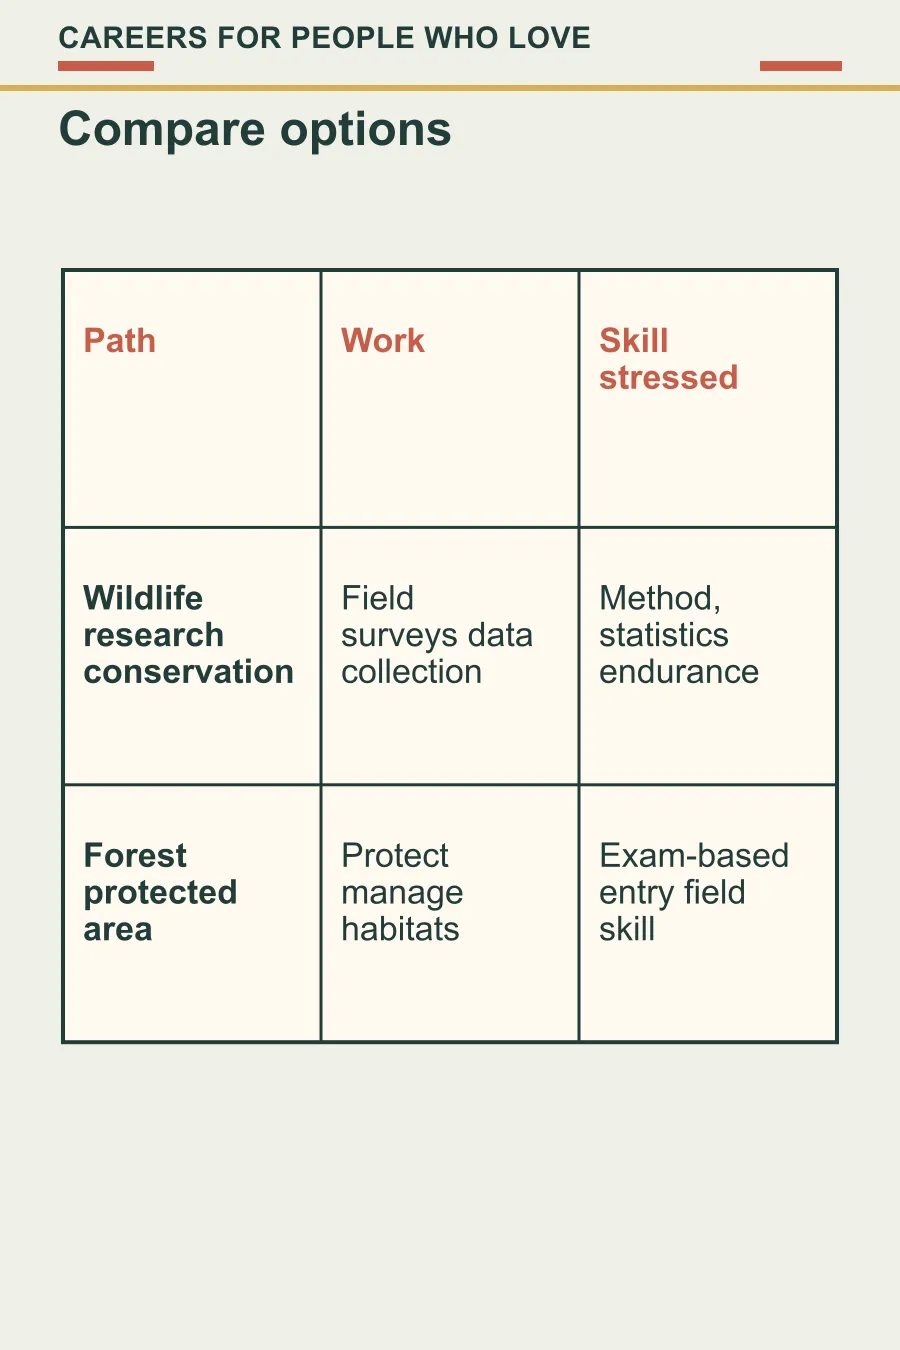 CAREERS FOR PEOPLE WHO LOVE
Compare options
Path
Work
Skill
stressed
Wildlife
research
conservation
Field
surveys data
collection
Method,
statistics
endurance
Forest
protected
area
Protect
manage
habitats
Exam-based
entry field
skill